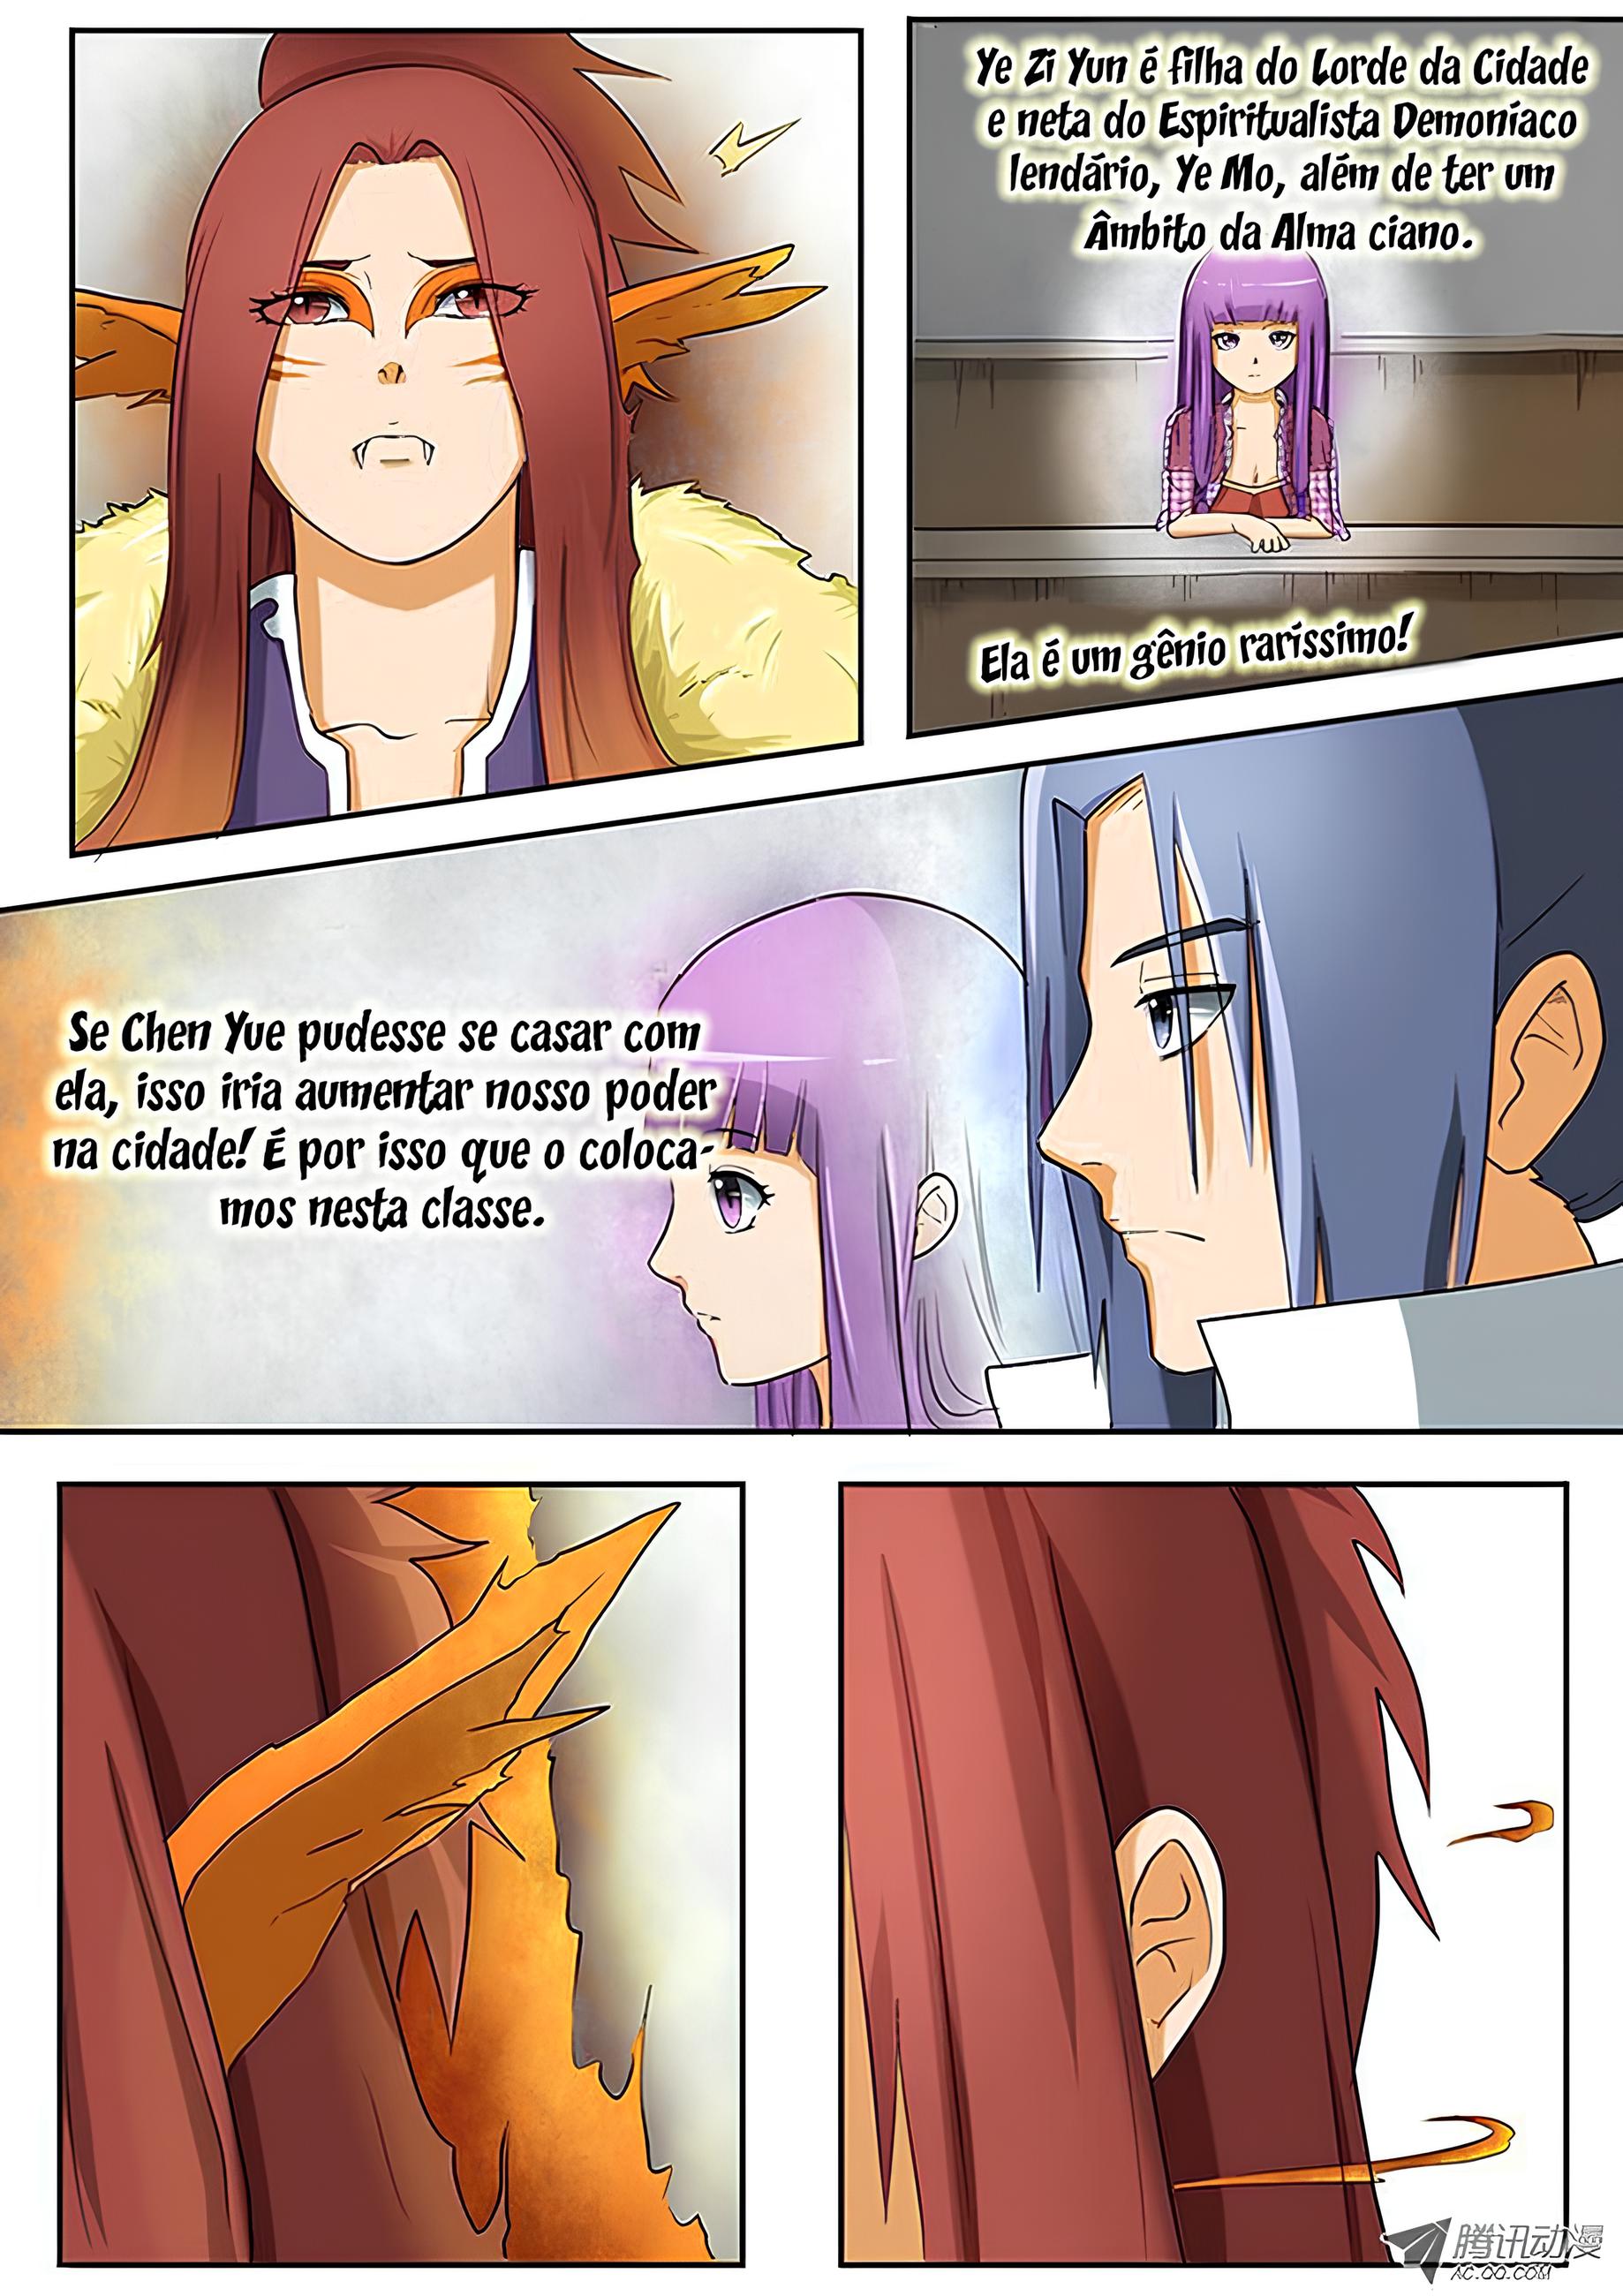 Ye Zi Yun é filha do Lorde da Cidade
e neta do Espiritualista Demoníaco
lendário, Ye Mo, além de ter um
Âmbito da Alma ciano.
Ela é um gênio raríssimo!
Se Chen Yue pudesse se casar com
ela, isso iria aumentar nosso poder
na cidade! É por isso que o coloca-
mos nesta classe.
腾讯动漫
AC.QQ.COM